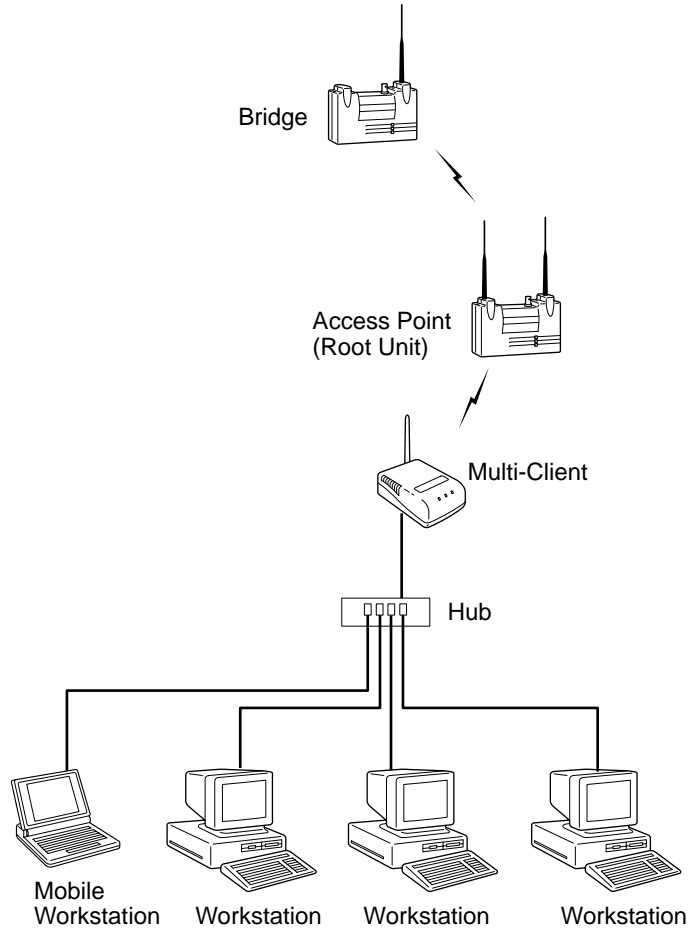 Bridge
Access Point
(Root Unit)
Multi-Client
Hub
Mobile
Workstation
Workstation
Workstation
Workstation